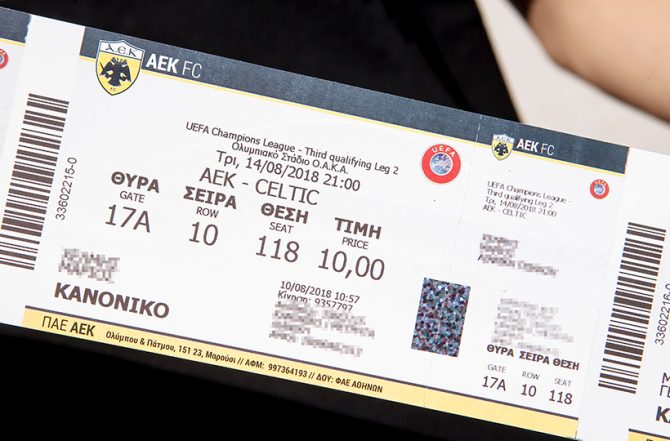 Α.Ε.Κ
F.C.
AEK FC
UEFA Champions League - Third qualifying Leg 2
Ολυμπιακό Στάδιο Ο.Α.Κ.Α.
Τρι, 14/08/2018 21:00
AEK - CELTIC
UEFA
ΘΥΡΑ ΣΕΙΡΑ ΘΕΣΗ ΤΙΜΗ
GATE ROW SEAT PRICE
17A 10 118 10,00
33602215-0
ΚΑΝΟΝΙΚΟ
10/08/2018 10:57
Κίνηση: 9357797
ΠΑΕ ΑΕΚ
Ολύμπου & Πάτμου, 151 23, Μαρούσι // ΑΦΜ: 997364193 // ΔΟΥ: ΦΑΕ ΑΘΗΝΩΝ
AEK FC
UEFA Champions League -
Third qualifying Leg 2
Τρι, 14/08/2018 21:00
AEK - CELTIC
UEFA
ΘΥΡΑ ΣΕΙΡΑ ΘΕΣΗ
GATE ROW SEAT
17A 10 118
33602216-0